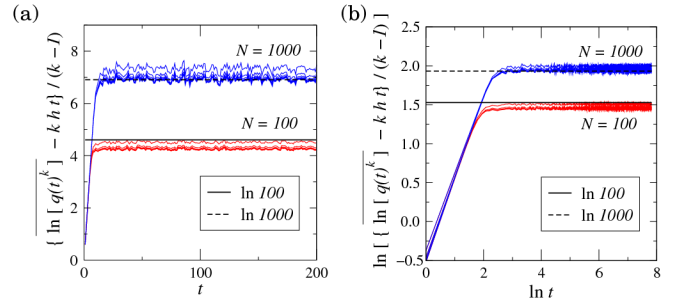 (a)
{ ln [ q(t)^k ] − k h t} / (k − 1)
8
6
4
2
0
0
100
200
t
N = 1000
N = 100
ln 100
ln 1000
(b)
ln [ { ln [ q(t)^k ] − k h t} / (k − 1) ]
2.5
2.0
1.5
1.0
0.5
0.0
−0.5
0
2
4
6
8
ln t
N = 1000
N = 100
ln 100
ln 1000